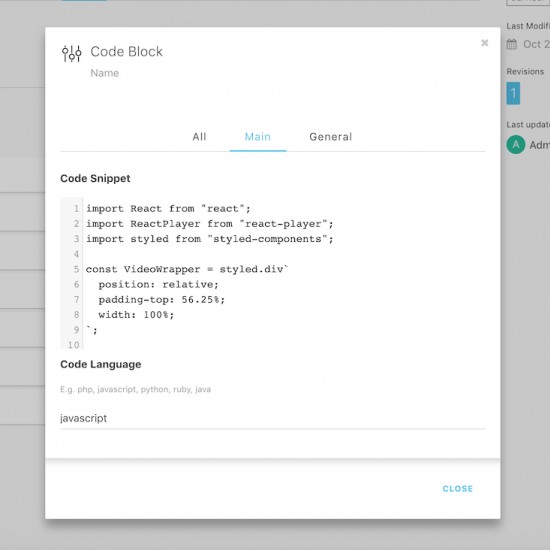 Code Block
Name
All Main General
Code Snippet
1 import React from "react";
2 import ReactPlayer from "react-player";
3 import styled from "styled-components";
4
5 const VideoWrapper = styled.div`
6 position: relative;
7 padding-top: 56.25%;
8 width: 100%;
9 `;
10
Code Language
E.g. php, javascript, python, ruby, java
javascript
CLOSE
Last Modifi
Oct 2
Revisions
1
Last update
A Adm